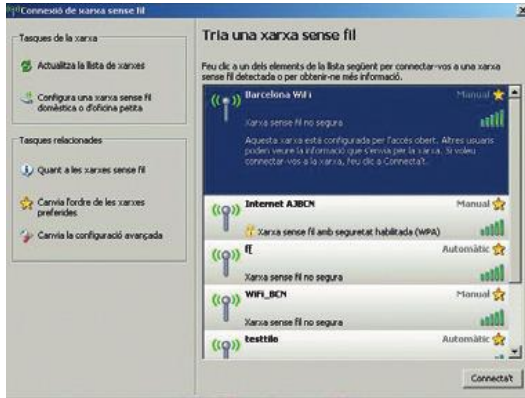 Connexió de xarxa sense fil
Tasques de la xarxa
Actualitza la llista de xarxes
Configura una xarxa sense fil
domèstica o d'oficina petita
Tasques relacionades
Quant a les xarxes sense fil
Canvia l'ordre de les xarxes
preferides
Canvia la configuració avançada
Tria una xarxa sense fil
Feu clic a un dels elements de la llista següent per connectar-vos a una xarxa
sense fil detectada o per obtenir-ne més informació.
Barcelona WiFi Manual
Xarxa sense fil no segura
Aquesta xarxa està configurada per l'accés obert. Altres usuaris
poden veure la informació que s'envia per la xarxa. Si voleu
connectar-vos a la xarxa, feu clic a Connecta't.
Internet AJBCN Manual
Xarxa sense fil amb seguretat habilitada (WPA)
Automàtic
Xarxa sense fil no segura
WiFi_BCN Manual
Xarxa sense fil no segura
testtilo Automàtic
Connecta't